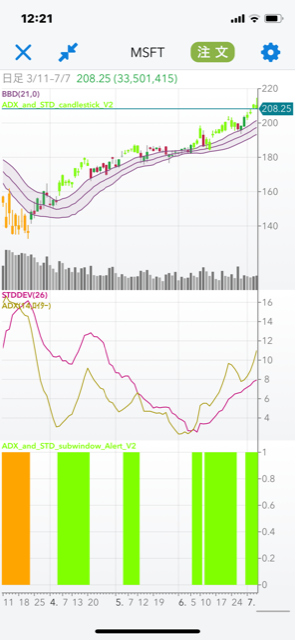 12:21
MSFT
注文
日足 3/11-7/7 208.25 (33,501,415)
BBD(21,0)
ADX_and_STD_candlestick_V2
220
208.25
200
180
160
140
STDDEV(26)
16
14
12
10
8
6
4
ADX_and_STD_subwindow_Alert_V2
1
0.8
0.6
0.4
0.2
0
11 18 25 4. 7 13 20 5. 7 12 19 6. 5 10 17 24 7.